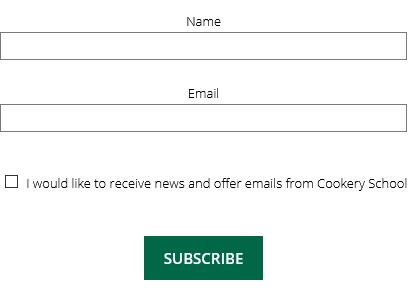 Name
Email
I would like to receive news and offer emails from Cookery School
SUBSCRIBE